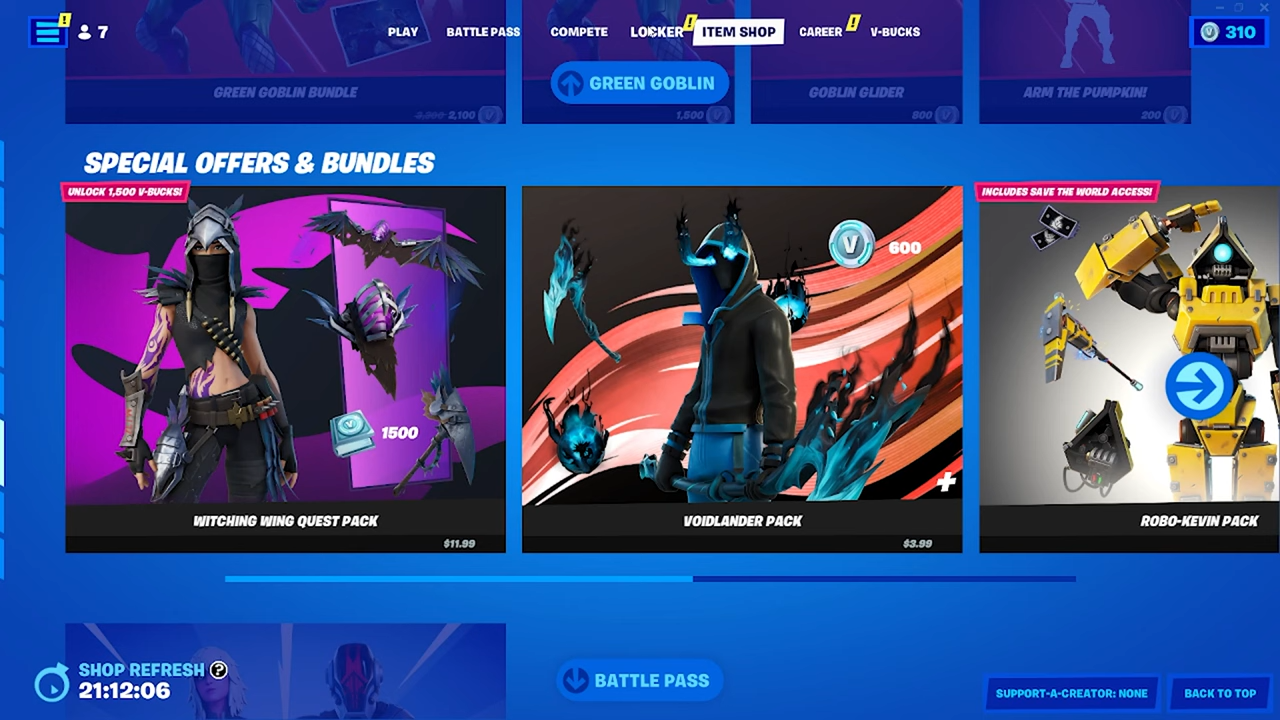 7
PLAY
BATTLE PASS
COMPETE
LOCKER
ITEM SHOP
CAREER
V-BUCKS
310
GREEN GOBLIN BUNDLE
2,100
GREEN GOBLIN
1,500
GOBLIN GLIDER
800
ARM THE PUMPKIN!
200
SPECIAL OFFERS & BUNDLES
UNLOCK 1,500 V-BUCKS!
1500
WITCHING WING QUEST PACK
$11.99
600
VOIDLANDER PACK
$3.99
INCLUDES SAVE THE WORLD ACCESS!
ROBO-KEVIN PACK
SHOP REFRESH ?
21:12:06
BATTLE PASS
SUPPORT-A-CREATOR: NONE
BACK TO TOP